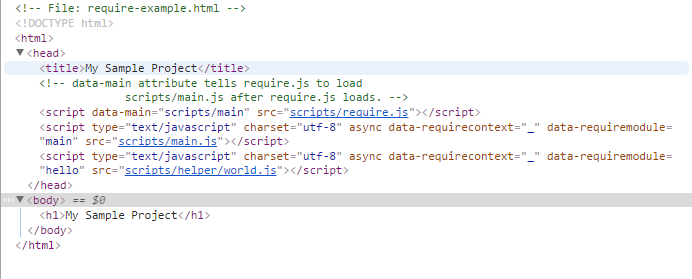 <!-- File: require-example.html -->
<!DOCTYPE html>
<html>
▼<head>
<title>My Sample Project</title>
<!-- data-main attribute tells require.js to load
scripts/main.js after require.js loads. -->
<script data-main="scripts/main" src="scripts/require.js"></script>
<script type="text/javascript" charset="utf-8" async data-requirecontext="_" data-requiremodule=
"main" src="scripts/main.js"></script>
<script type="text/javascript" charset="utf-8" async data-requirecontext="_" data-requiremodule=
"hello" src="scripts/helper/world.js"></script>
</head>
…▼<body> == $0
<h1>My Sample Project</h1>
</body>
</html>